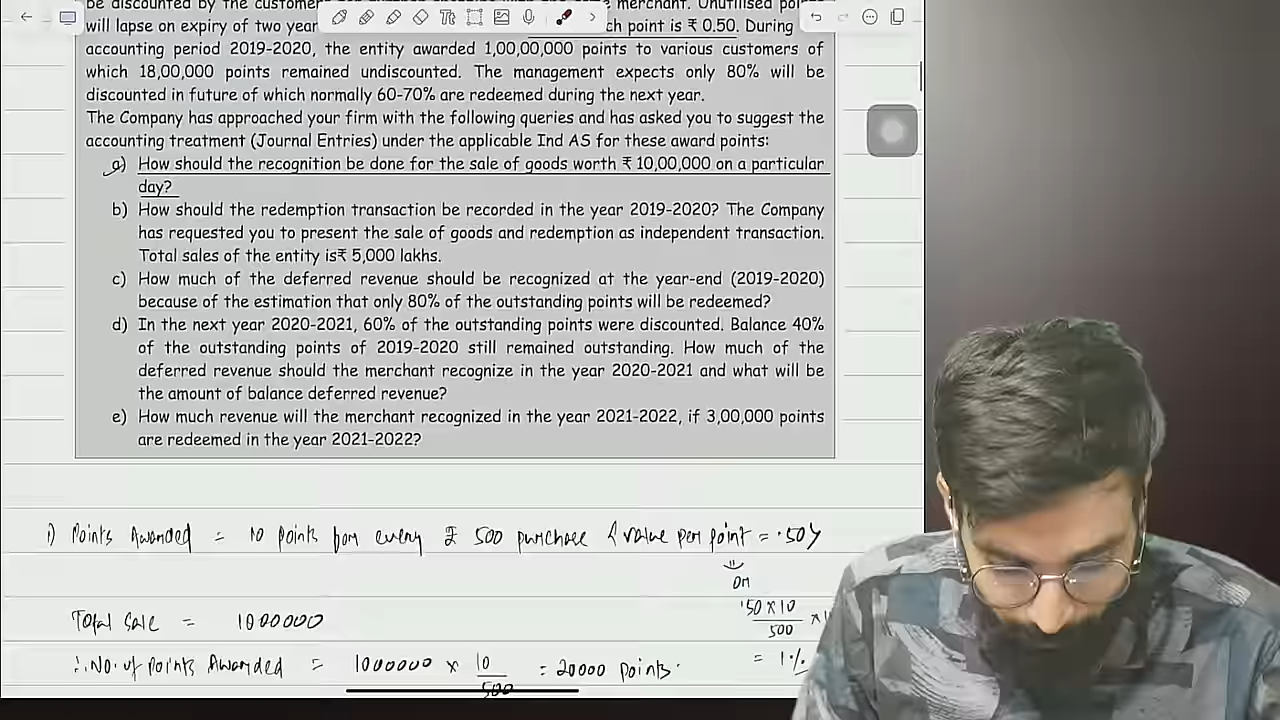 be discounted by the customers merchant. Unutilised
will lapse on expiry of two year ch point is ₹ 0.50. During
accounting period 2019-2020, the entity awarded 1,00,00,000 points to various customers of
which 18,00,000 points remained undiscounted. The management expects only 80% will be
discounted in future of which normally 60-70% are redeemed during the next year.
The Company has approached your firm with the following queries and has asked you to suggest the
accounting treatment (Journal Entries) under the applicable Ind AS for these award points:
a) How should the recognition be done for the sale of goods worth ₹ 10,00,000 on a particular
day?
b) How should the redemption transaction be recorded in the year 2019-2020? The Company
has requested you to present the sale of goods and redemption as independent transaction.
Total sales of the entity is₹ 5,000 lakhs.
c) How much of the deferred revenue should be recognized at the year-end (2019-2020)
because of the estimation that only 80% of the outstanding points will be redeemed?
d) In the next year 2020-2021, 60% of the outstanding points were discounted. Balance 40%
of the outstanding points of 2019-2020 still remained outstanding. How much of the
deferred revenue should the merchant recognize in the year 2020-2021 and what will be
the amount of balance deferred revenue?
e) How much revenue will the merchant recognized in the year 2021-2022, if 3,00,000 points
are redeemed in the year 2021-2022?
1) Points Awarded = 10 points for every ₹ 500 purchase { value per point = .50}
OR
Total sale = 1000000
.50 x 10 / 500 x
∴ No. of points Awarded = 1000000 x 10 / 500 = 20000 points.
= 1%